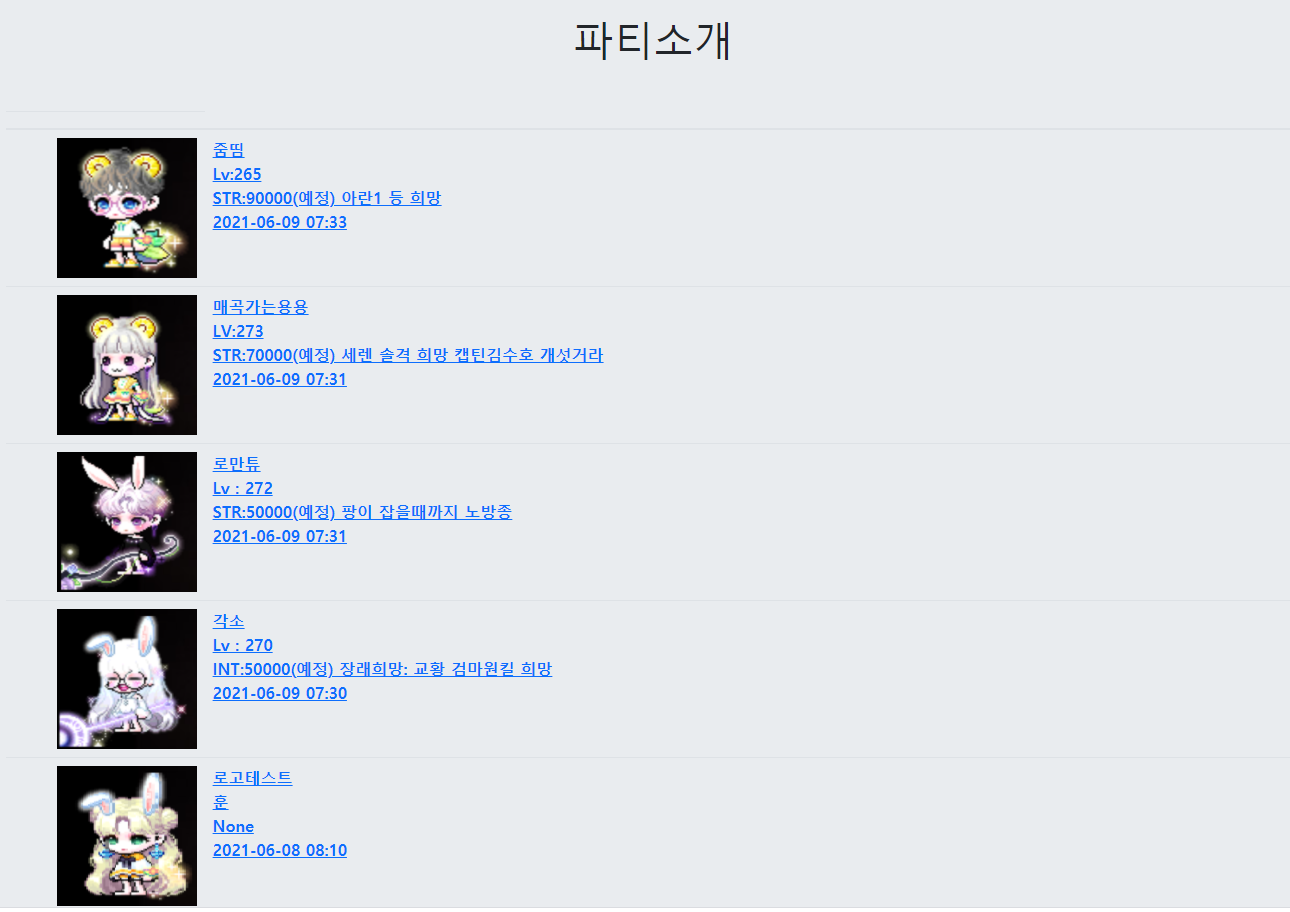 파티소개
줌띵
Lv:265
STR:90000(예정) 아란1 등 희망
2021-06-09 07:33
매곡가는용용
LV:273
STR:70000(예정) 세렌 솔격 희망 캡틴김수호 개섯거라
2021-06-09 07:31
로만튜
Lv : 272
STR:50000(예정) 팡이 잡을때까지 노방종
2021-06-09 07:31
각소
Lv : 270
INT:50000(예정) 장래희망: 교황 검마원킬 희망
2021-06-09 07:30
로고테스트
훈
None
2021-06-08 08:10